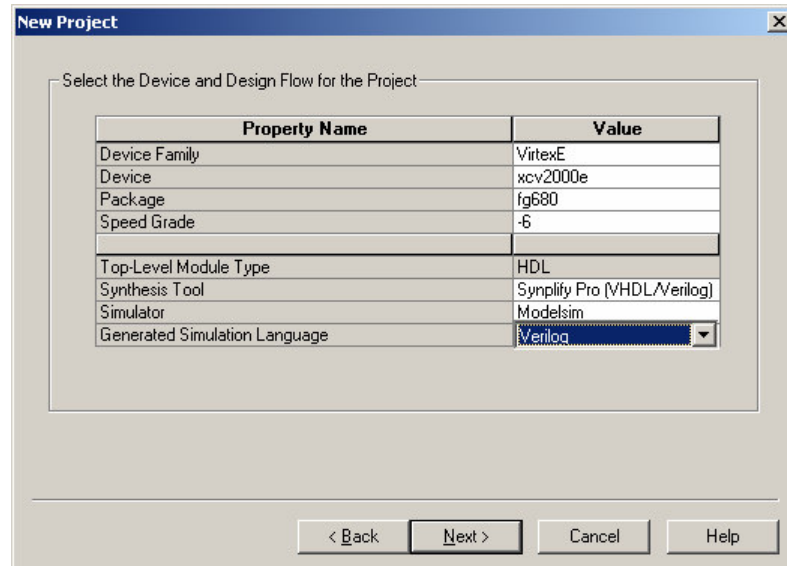 New Project
Select the Device and Design Flow for the Project
Property Name Value
Device Family VirtexE
Device xcv2000e
Package fg680
Speed Grade -6
Top-Level Module Type HDL
Synthesis Tool Synplify Pro (VHDL/Verilog)
Simulator Modelsim
Generated Simulation Language Verilog
< Back Next > Cancel Help